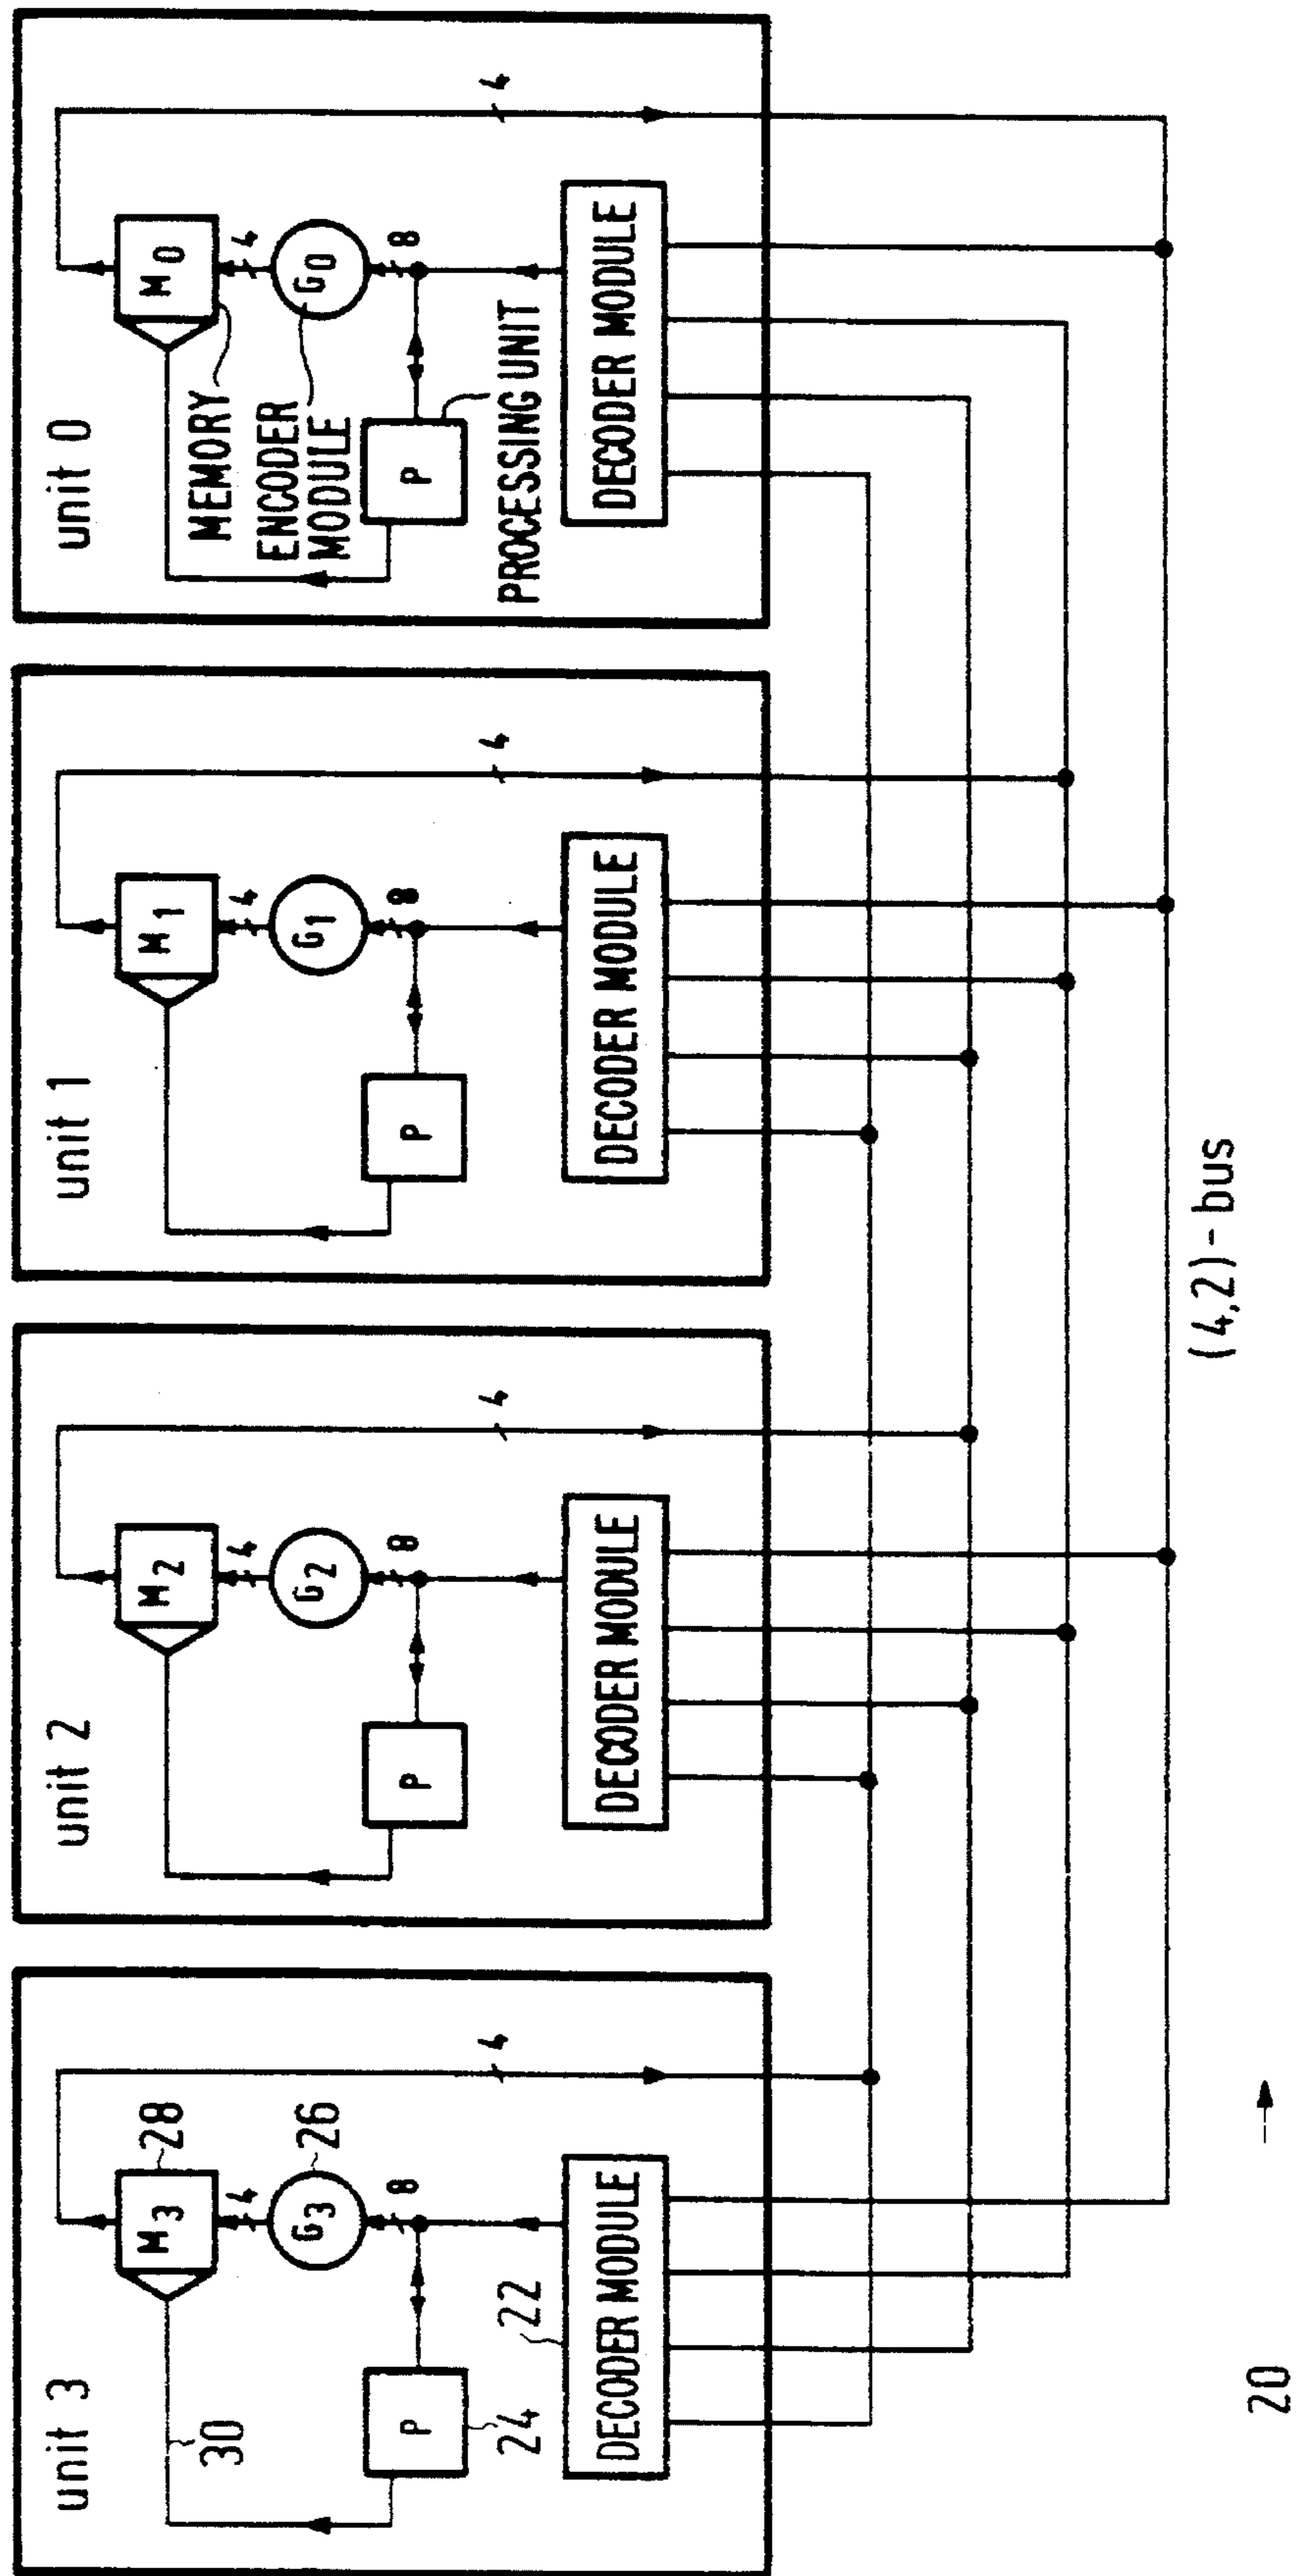 unit 3
30
M3
28
4
G3
26
8
4
P
24
22
DECODER MODULE
unit 2
M2
4
G2
8
4
P
DECODER MODULE
unit 1
M1
4
G1
8
4
P
DECODER MODULE
unit 0
MEMORY
M0
4
ENCODER
MODULE
G0
8
4
P
PROCESSING UNIT
DECODER MODULE
(4,2)-bus
20